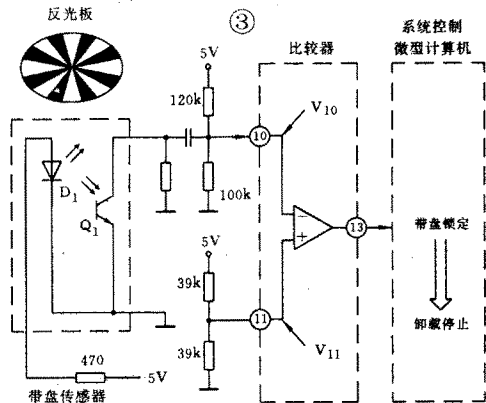 反光板
③
系统控制
微型计算机
比较器
5V
120k
V10
10
100k
D1
Q1
5V
39k
39k
11
V11
13
带盘锁定
卸载停止
470
5V
带盘传感器